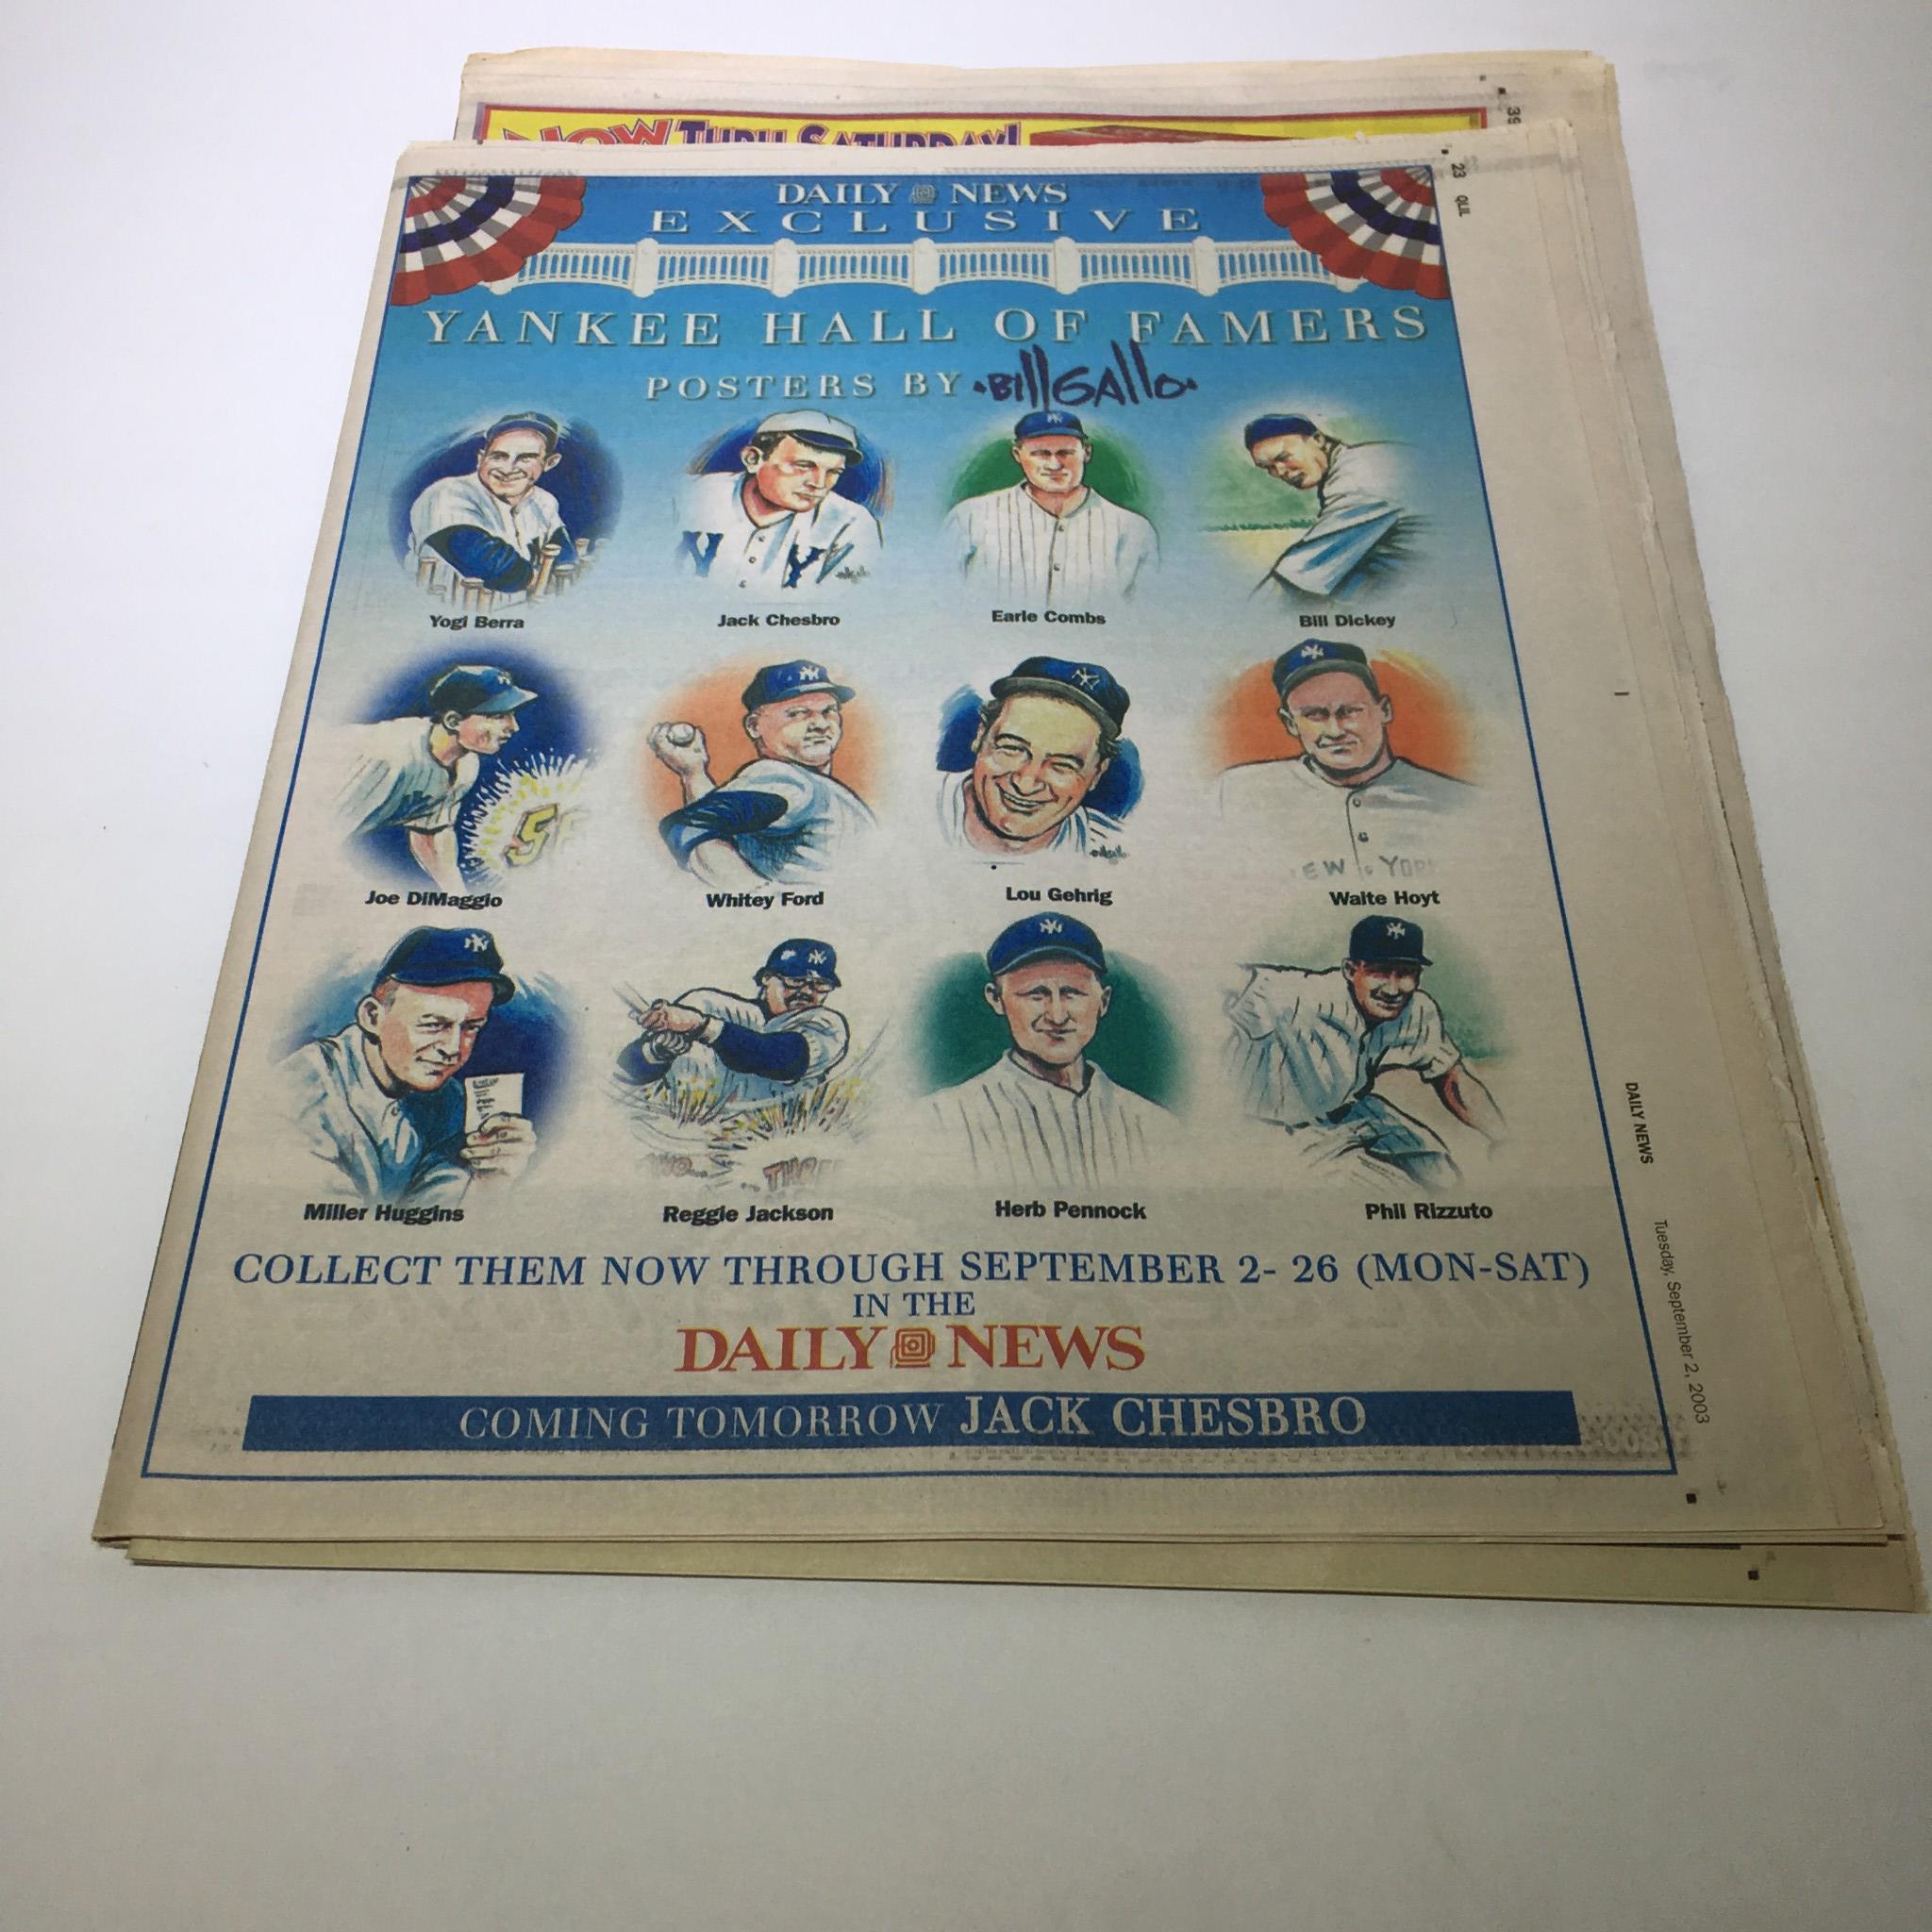 NOW THRU SATURDAY!
39
23 QLIL
DAILY NEWS
EXCLUSIVE
YANKEE HALL OF FAMERS
POSTERS BY Bill Gallo
Yogi Berra
Jack Chesbro
Earle Combs
Bill Dickey
Joe DiMaggio
Whitey Ford
Lou Gehrig
Waite Hoyt
Miller Huggins
Reggie Jackson
Herb Pennock
Phil Rizzuto
COLLECT THEM NOW THROUGH SEPTEMBER 2- 26 (MON-SAT)
IN THE
DAILY NEWS
COMING TOMORROW JACK CHESBRO
DAILY NEWS Tuesday, September 2, 2003